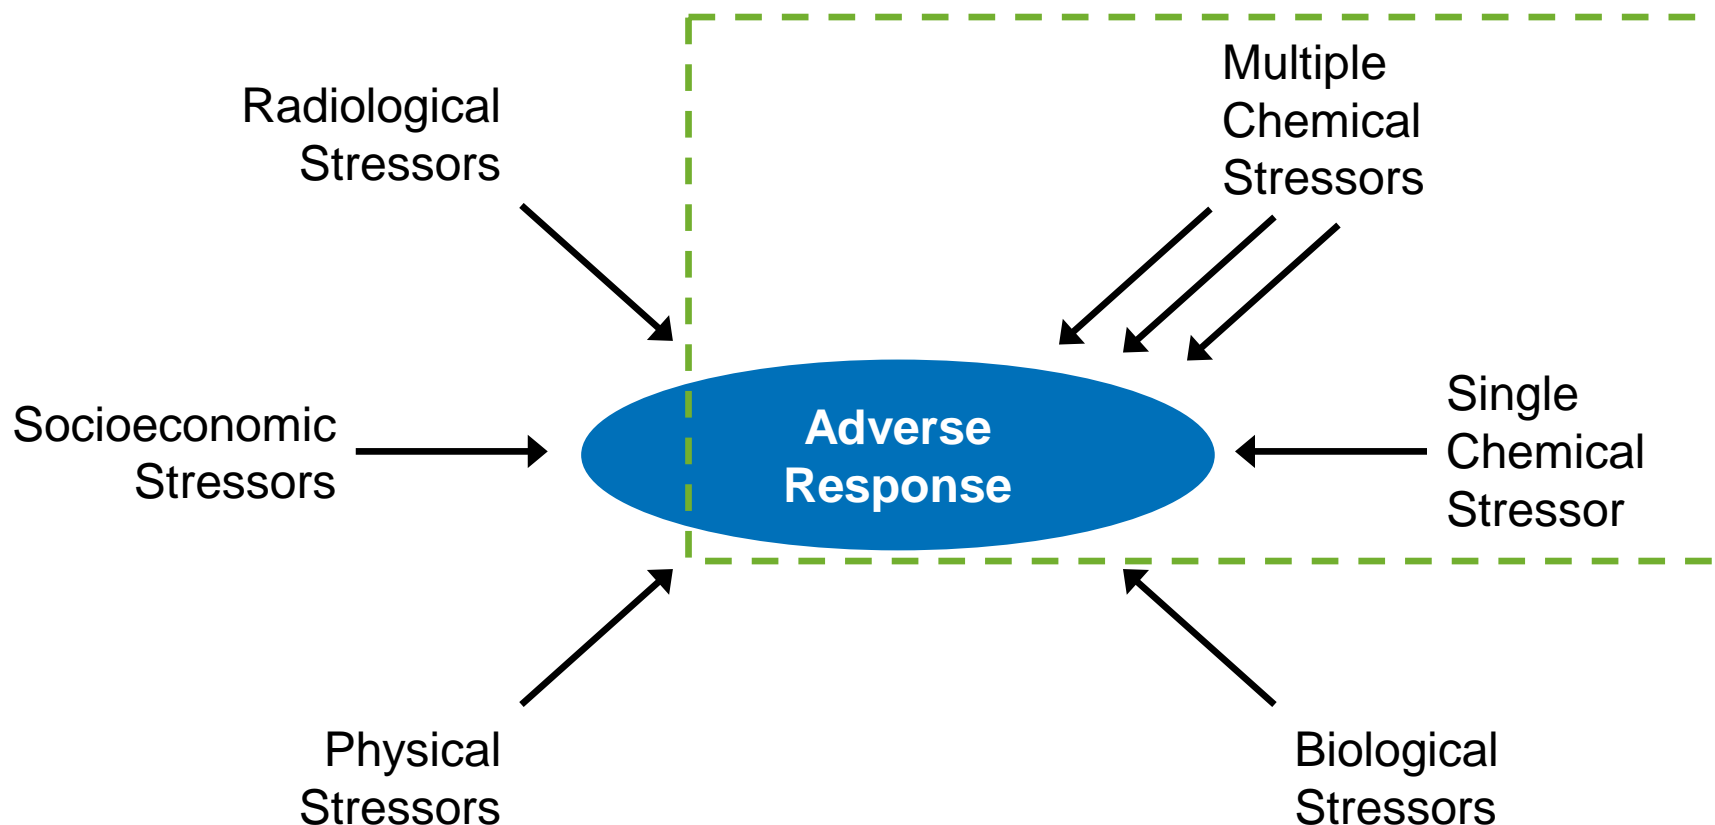 Radiological
Stressors
Multiple
Chemical
Stressors
Socioeconomic
Stressors
Adverse
Response
Single
Chemical
Stressor
Physical
Stressors
Biological
Stressors